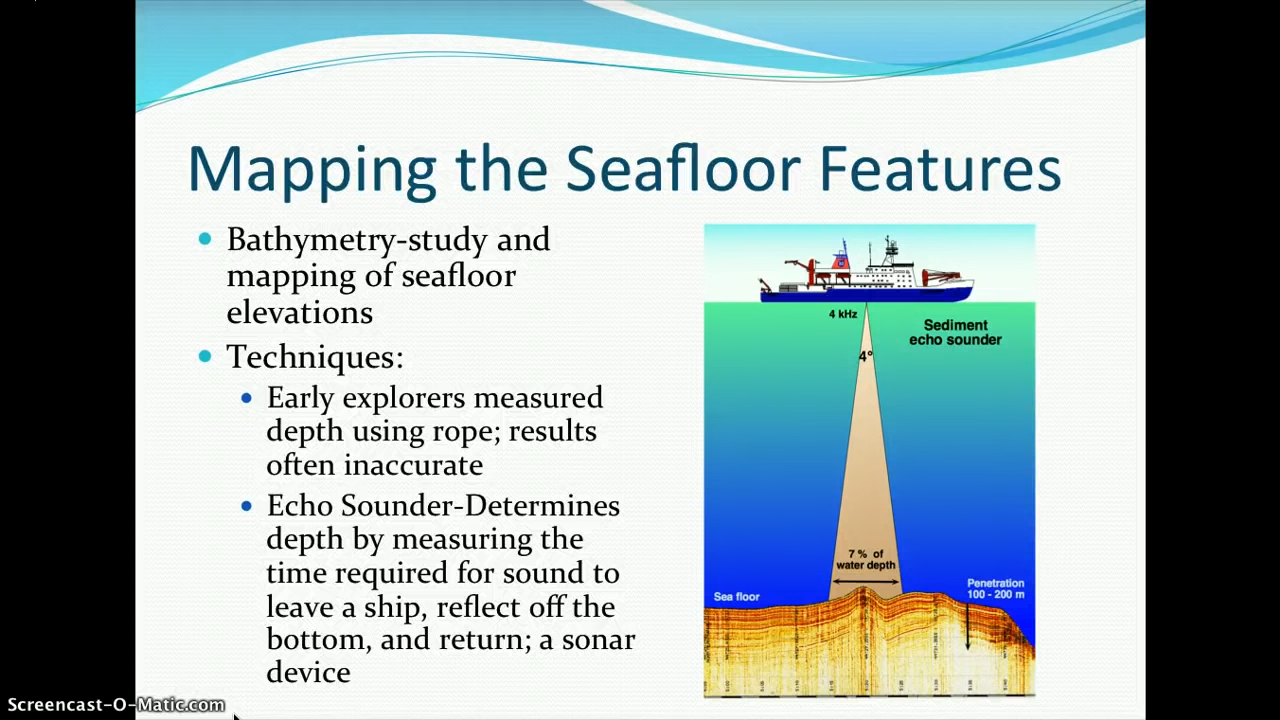 Mapping the Seafloor Features
Bathymetry-study and
mapping of seafloor
elevations
Techniques:
Early explorers measured
depth using rope; results
often inaccurate
Echo Sounder-Determines
depth by measuring the
time required for sound to
leave a ship, reflect off the
bottom, and return; a sonar
device
4 kHz
Sediment
echo sounder
4°
7 % of
water depth
Sea floor
Penetration
100 - 200 m
Screencast-O-Matic.com